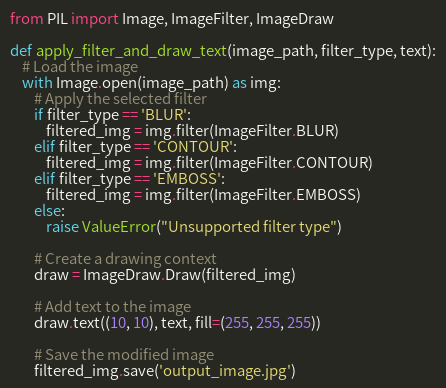 from PIL import Image, ImageFilter, ImageDraw

def apply_filter_and_draw_text(image_path, filter_type, text):
    # Load the image
    with Image.open(image_path) as img:
        # Apply the selected filter
        if filter_type == 'BLUR':
            filtered_img = img.filter(ImageFilter.BLUR)
        elif filter_type == 'CONTOUR':
            filtered_img = img.filter(ImageFilter.CONTOUR)
        elif filter_type == 'EMBOSS':
            filtered_img = img.filter(ImageFilter.EMBOSS)
        else:
            raise ValueError("Unsupported filter type")

        # Create a drawing context
        draw = ImageDraw.Draw(filtered_img)

        # Add text to the image
        draw.text((10, 10), text, fill=(255, 255, 255))

        # Save the modified image
        filtered_img.save('output_image.jpg')